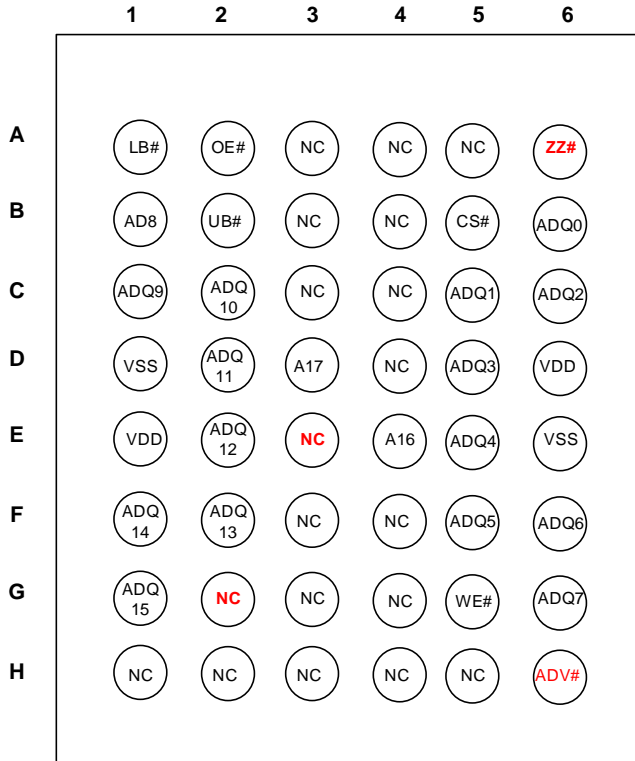 1 2 3 4 5 6
A LB# OE# NC NC NC ZZ#
B AD8 UB# NC NC CS# ADQ0
C ADQ9 ADQ 10 NC NC ADQ1 ADQ2
D VSS ADQ 11 A17 NC ADQ3 VDD
E VDD ADQ 12 NC A16 ADQ4 VSS
F ADQ 14 ADQ 13 NC NC ADQ5 ADQ6
G ADQ 15 NC NC NC WE# ADQ7
H NC NC NC NC NC ADV#